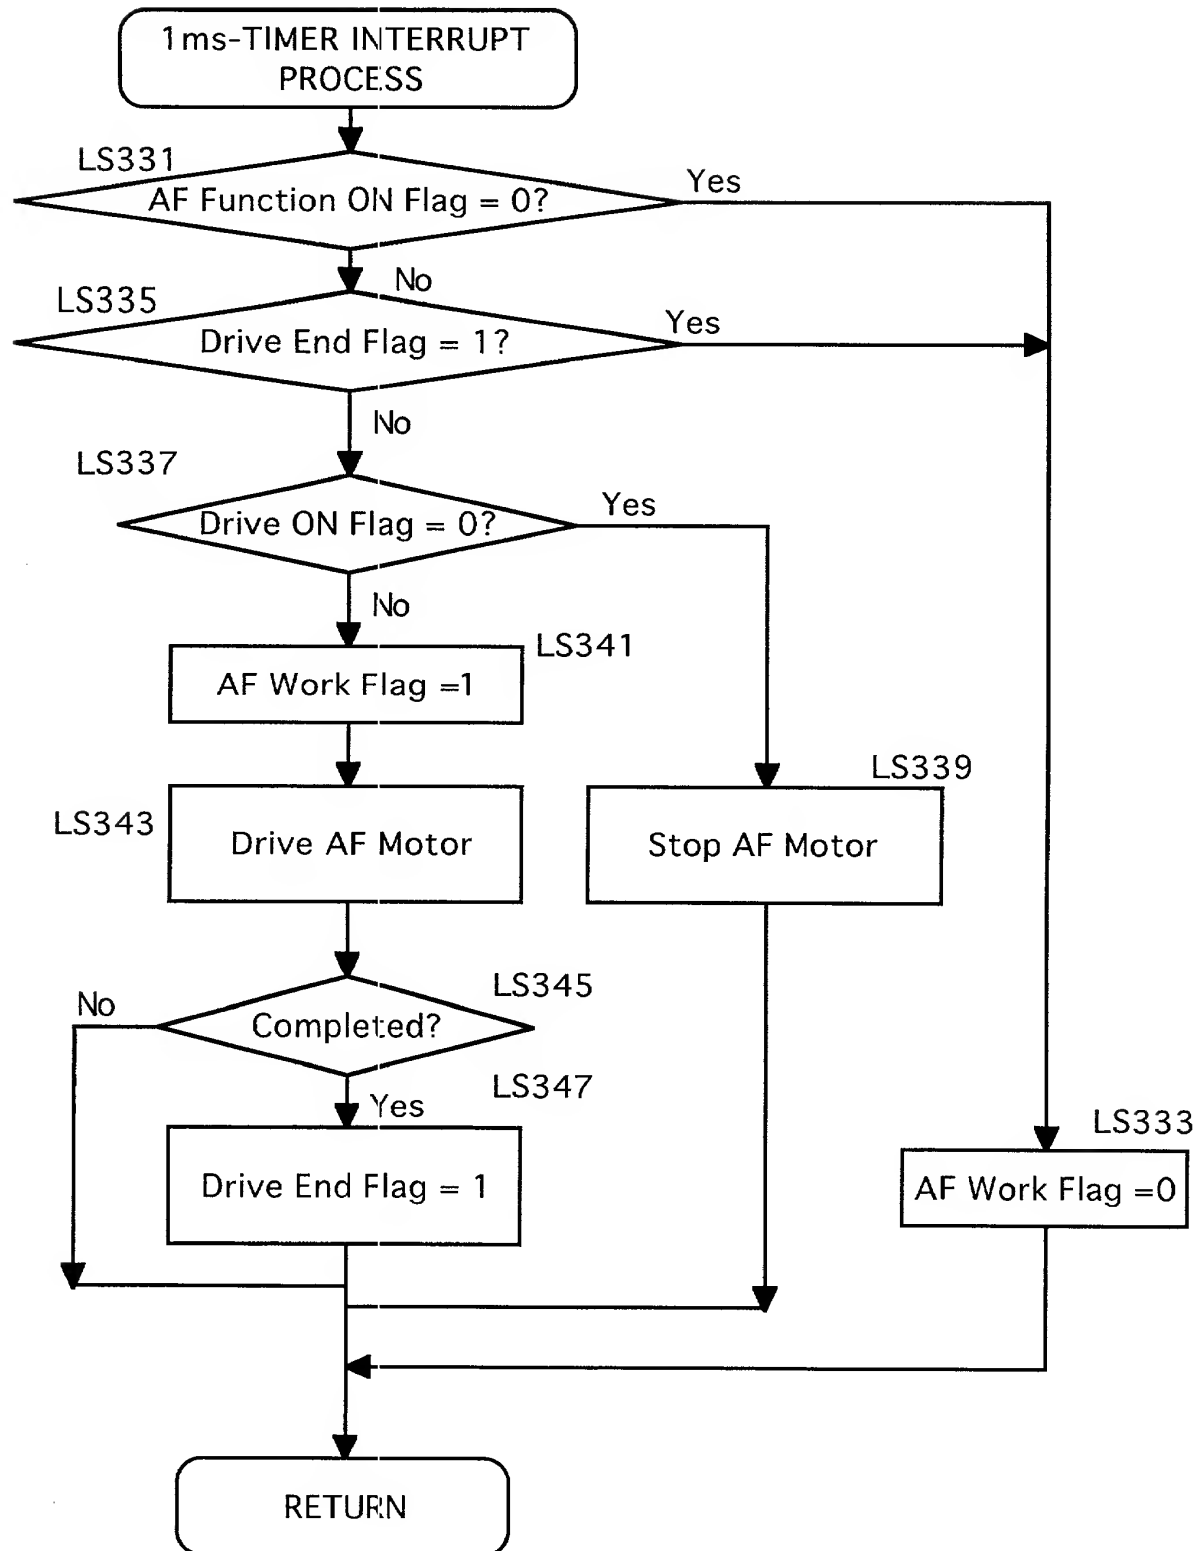 1ms-TIMER INTERRUPT
PROCESS
LS331
AF Function ON Flag = 0?
Yes
No
LS335
Drive End Flag = 1?
Yes
No
LS337
Drive ON Flag = 0?
Yes
No
LS341
AF Work Flag =1
LS339
LS343
Drive AF Motor
Stop AF Motor
LS345
No
Completed?
LS347
Yes
LS333
Drive End Flag = 1
AF Work Flag =0
RETURN